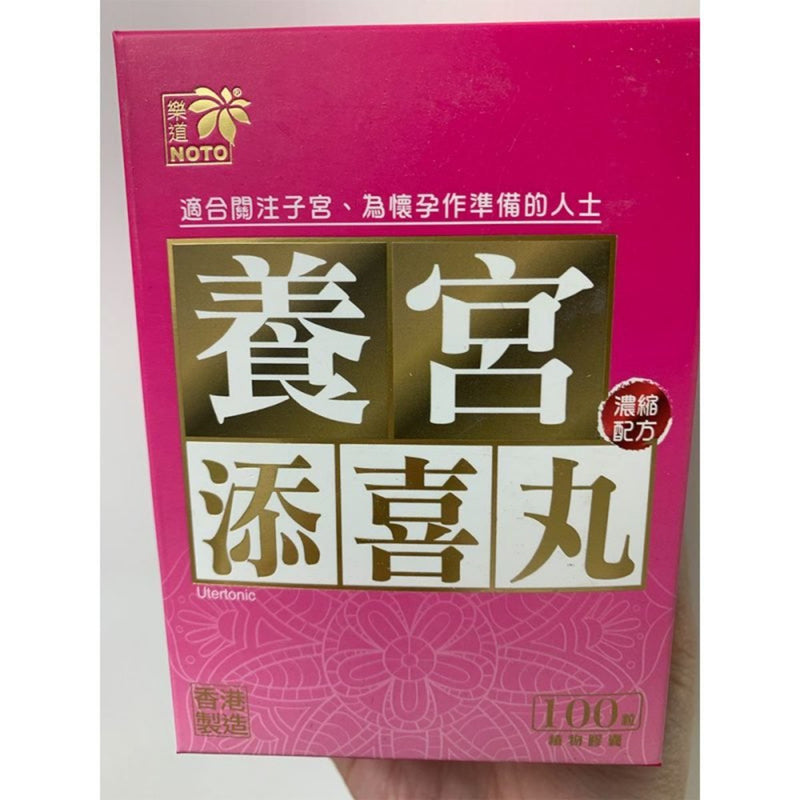 樂道
NOTO
適合關注子宮、為懷孕作準備的人士
養宮
濃縮
配方
添喜丸
Utertonic
香港
製造
100粒
植物膠囊